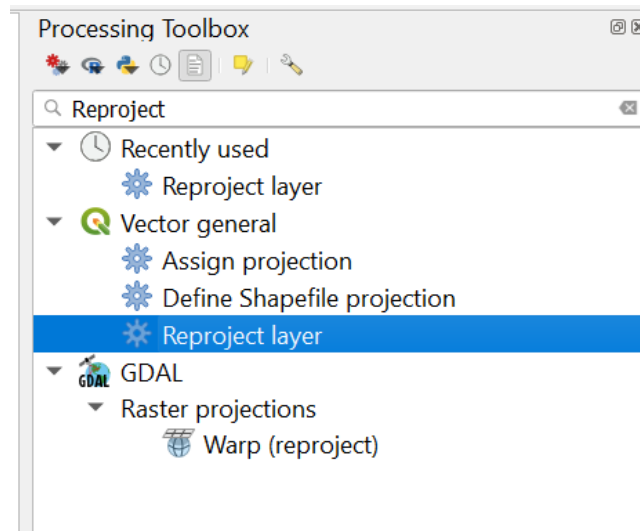 Processing Toolbox
Reproject
Recently used
Reproject layer
Vector general
Assign projection
Define Shapefile projection
Reproject layer
GDAL
GDAL
Raster projections
Warp (reproject)